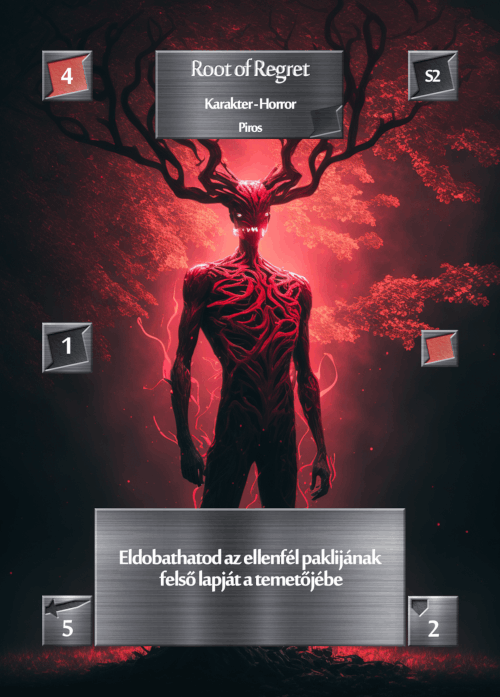 4
Root of Regret
S2
Karakter - Horror
Piros
1
Eldobathatod az ellenfél paklijának
felső lapját a temetőjébe
5
2